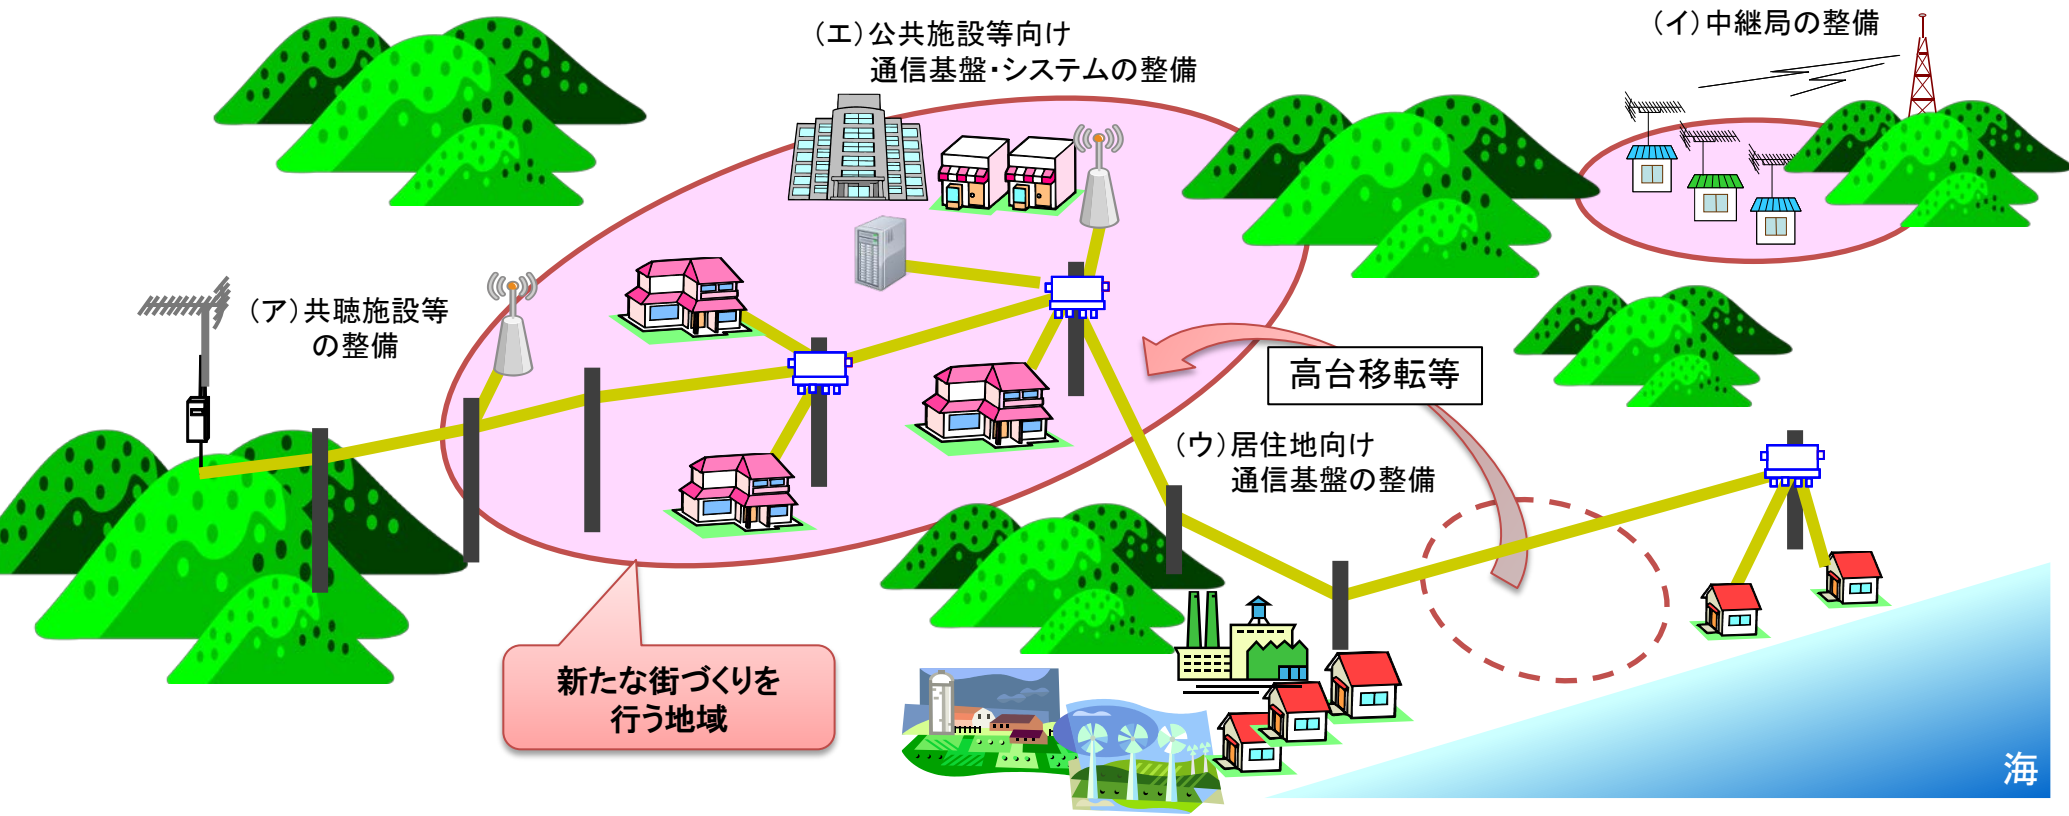 （エ）公共施設等向け
通信基盤・システムの整備
（イ）中継局の整備
（ア）共聴施設等
の整備
高台移転等
（ウ）居住地向け
通信基盤の整備
新たな街づくりを
行う地域
海